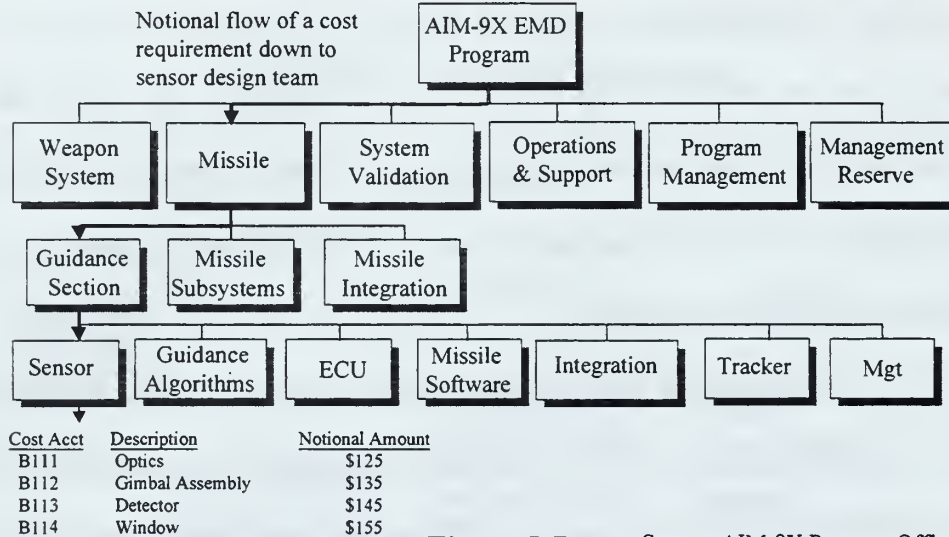 Notional flow of a cost
requirement down to
sensor design team
AIM-9X EMD
Program
Weapon
System
Missile
System
Validation
Operations
& Support
Program
Management
Management
Reserve
Guidance
Section
Missile
Subsystems
Missile
Integration
Sensor
Guidance
Algorithms
ECU
Missile
Software
Integration
Tracker
Mgt
Cost Acct Description Notional Amount
B111 Optics $125
B112 Gimbal Assembly $135
B113 Detector $145
B114 Window $155